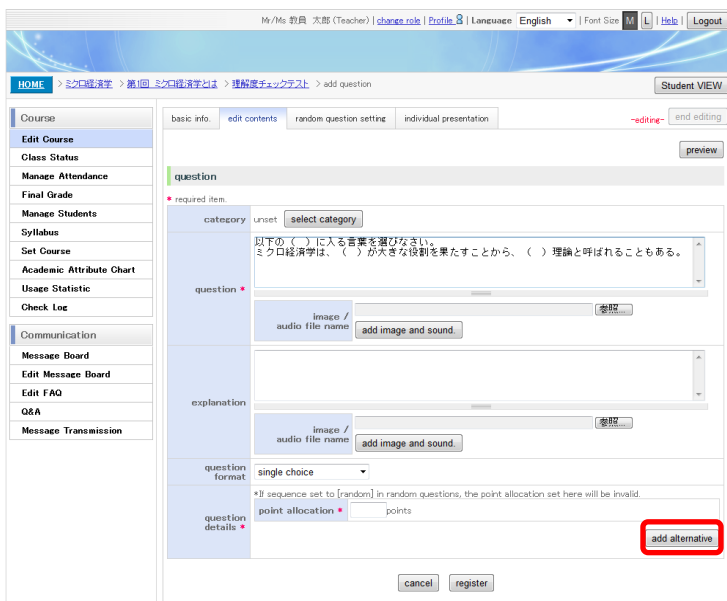 Mr/Ms 教員 太郎 (Teacher) | change role | Profile | Language English | Font Size M L | Help | Logout
HOME > ミクロ経済学 > 第1回 ミクロ経済学とは > 理解度チェックテスト > add question
Student VIEW
Course
Edit Course
Class Status
Manage Attendance
Final Grade
Manage Students
Syllabus
Set Course
Academic Attribute Chart
Usage Statistic
Check Log
Communication
Message Board
Edit Message Board
Edit FAQ
Q&A
Message Transmission
basic info. edit contents random question setting individual presentation
-editing- end editing
preview
question
* required item.
category unset select category
question *
以下の（　）に入る言葉を選びなさい。
ミクロ経済学は、（　）が大きな役割を果たすことから、（　）理論と呼ばれることもある。
image /
audio file name
参照...
add image and sound.
explanation
image /
audio file name
参照...
add image and sound.
question
format
single choice
question
details *
*If sequence set to [random] in random questions, the point allocation set here will be invalid.
point allocation * points
add alternative
cancel register